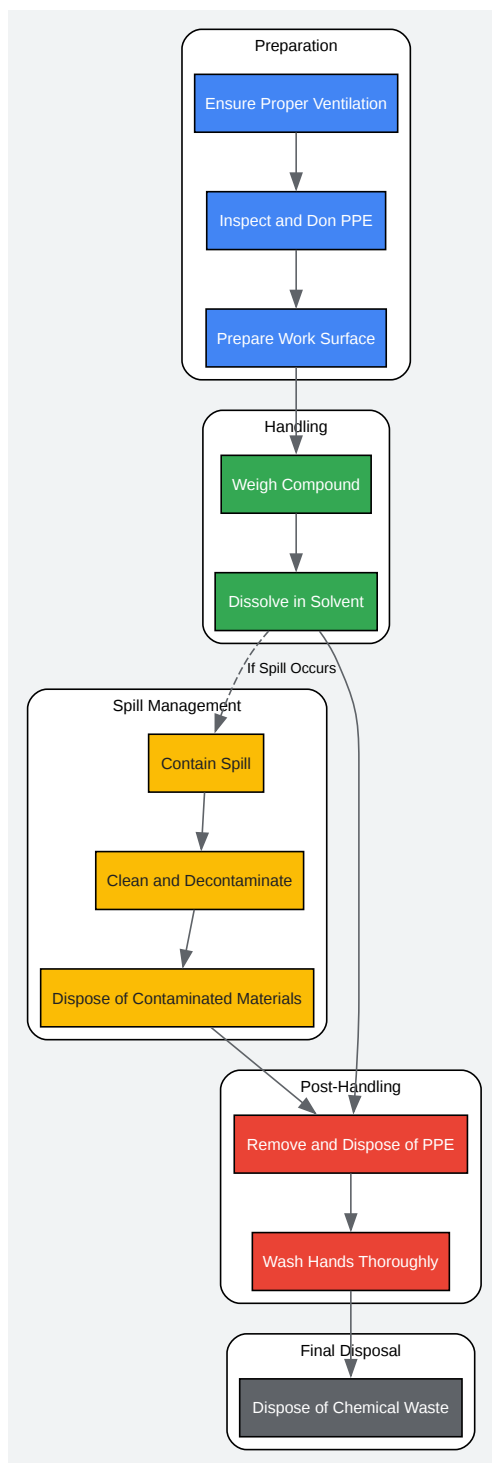 Preparation
Ensure Proper Ventilation
Inspect and Don PPE
Prepare Work Surface
Handling
Weigh Compound
Dissolve in Solvent
If Spill Occurs
Spill Management
Contain Spill
Clean and Decontaminate
Dispose of Contaminated Materials
Post-Handling
Remove and Dispose of PPE
Wash Hands Thoroughly
Final Disposal
Dispose of Chemical Waste